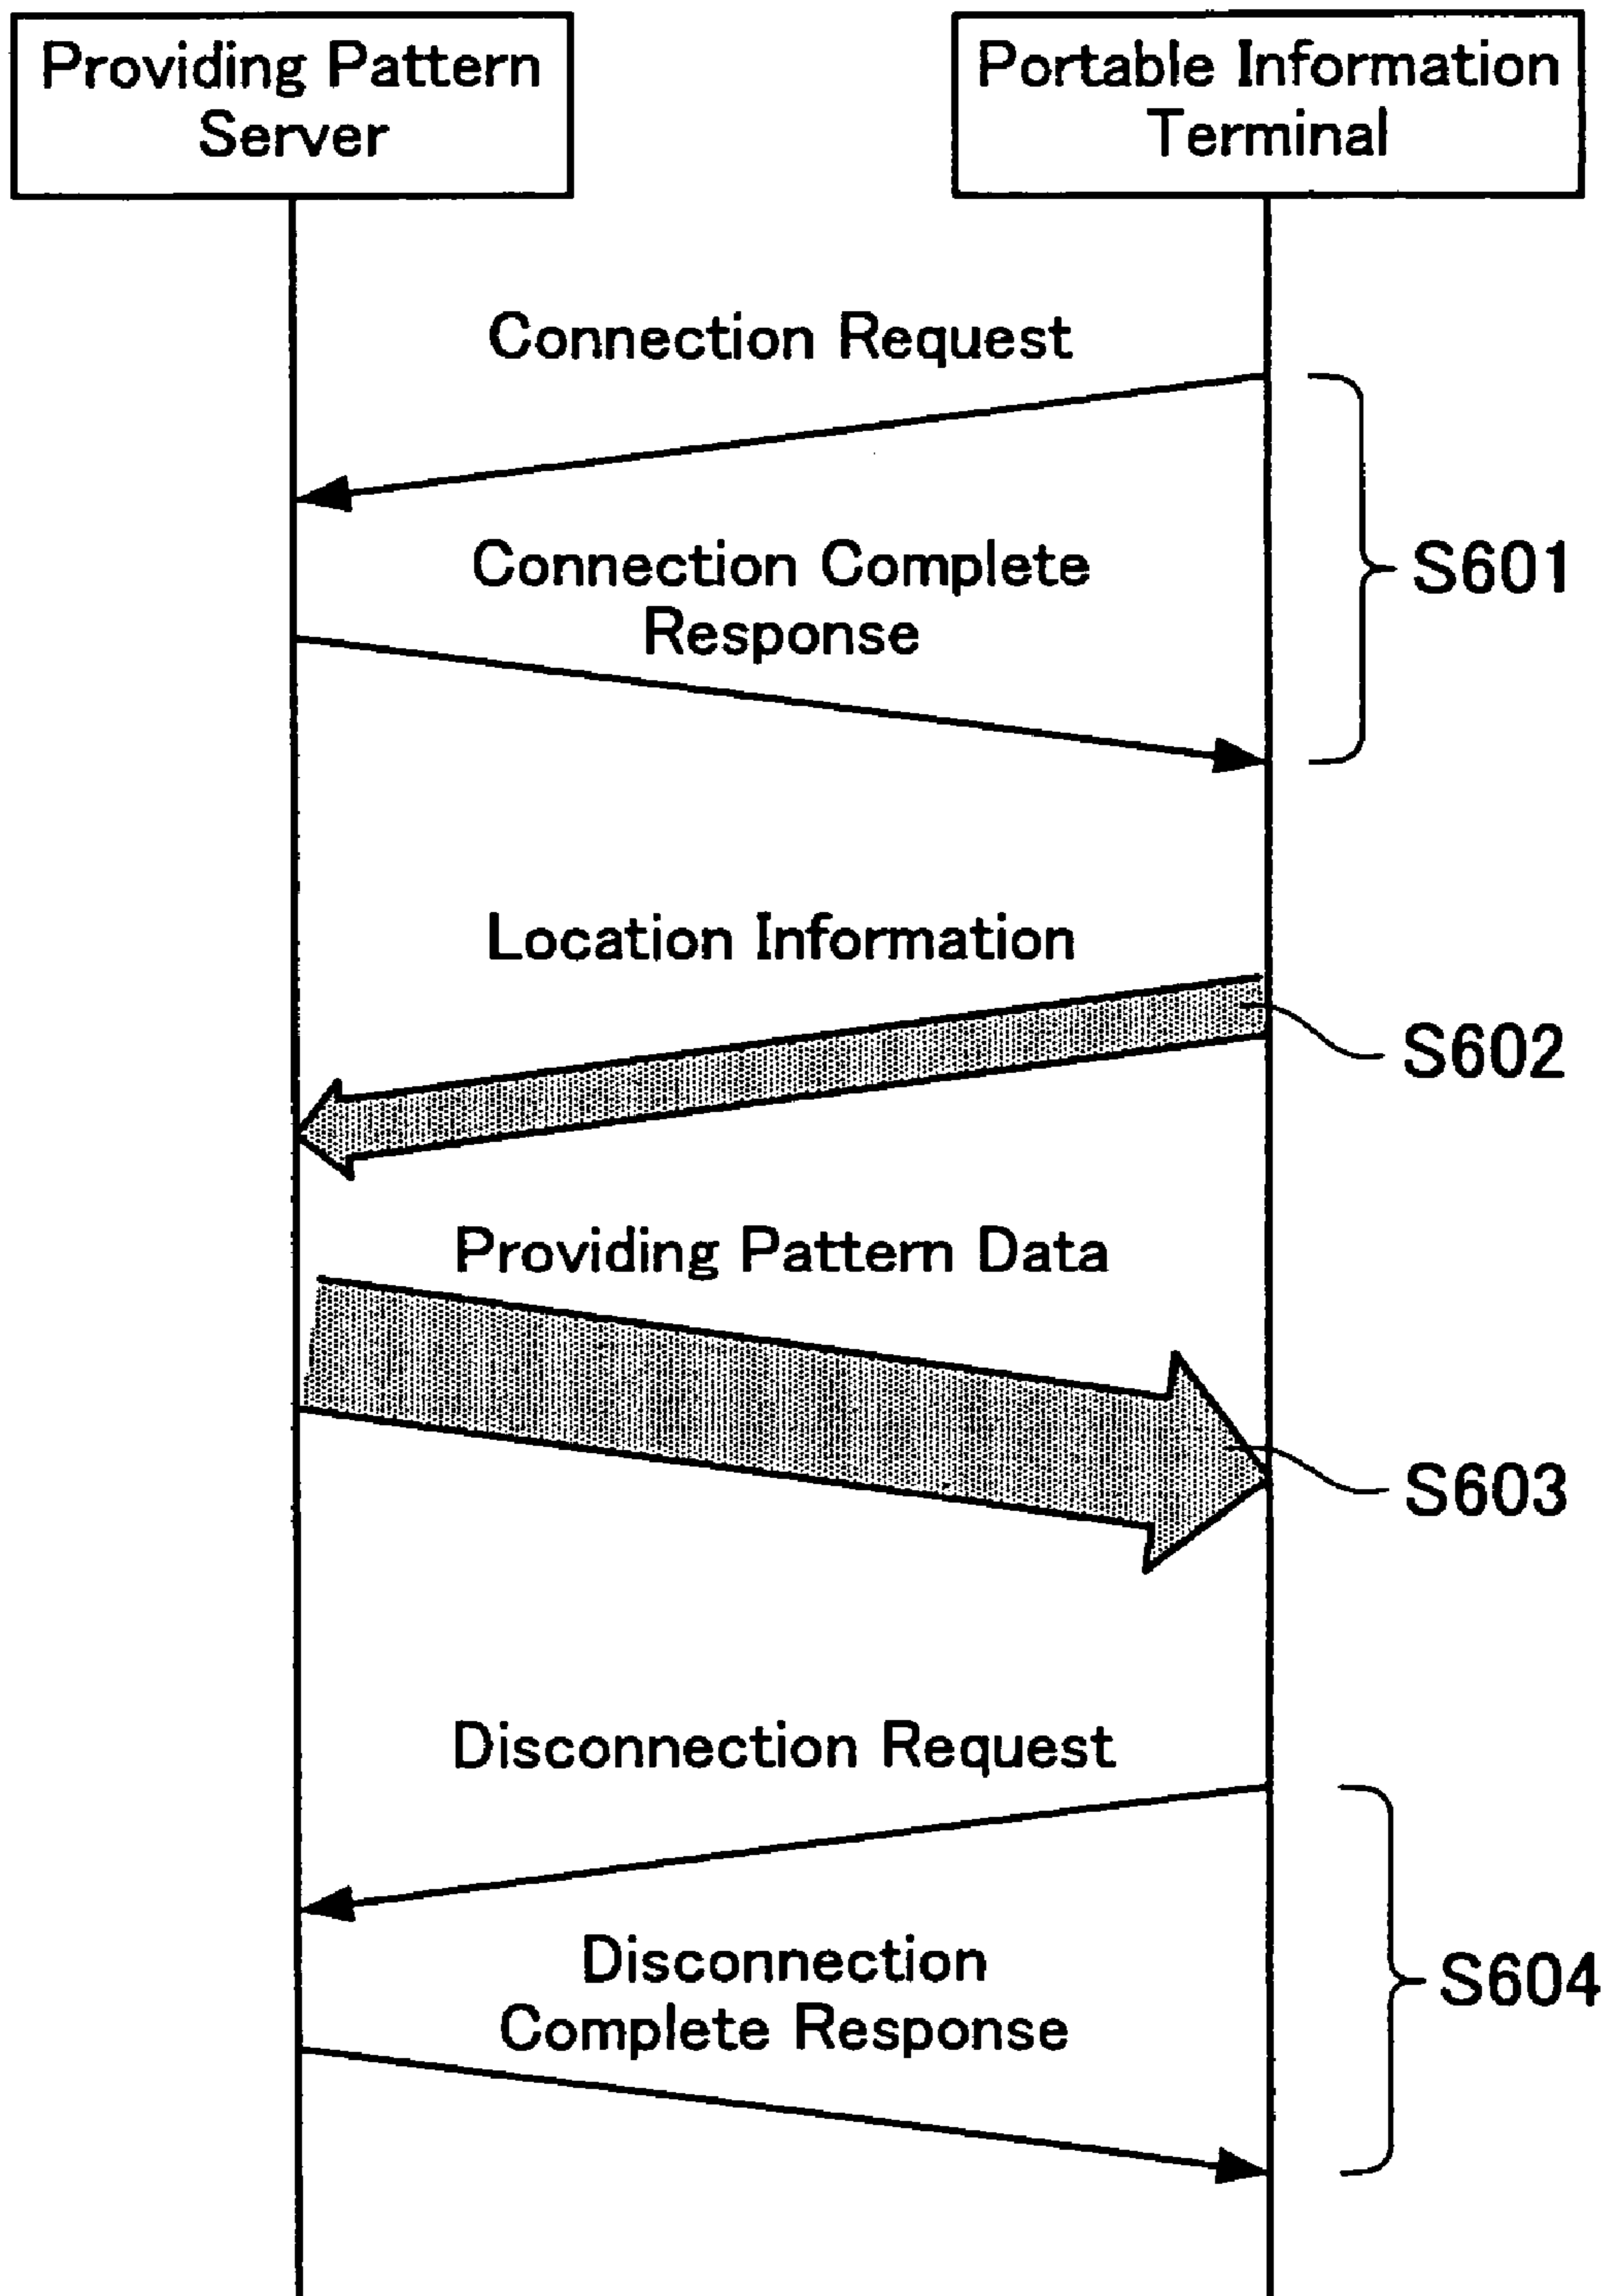 Providing Pattern
Server
Portable Information
Terminal
Connection Request
Connection Complete
Response
S601
Location Information
S602
Providing Pattern Data
S603
Disconnection Request
Disconnection
Complete Response
S604